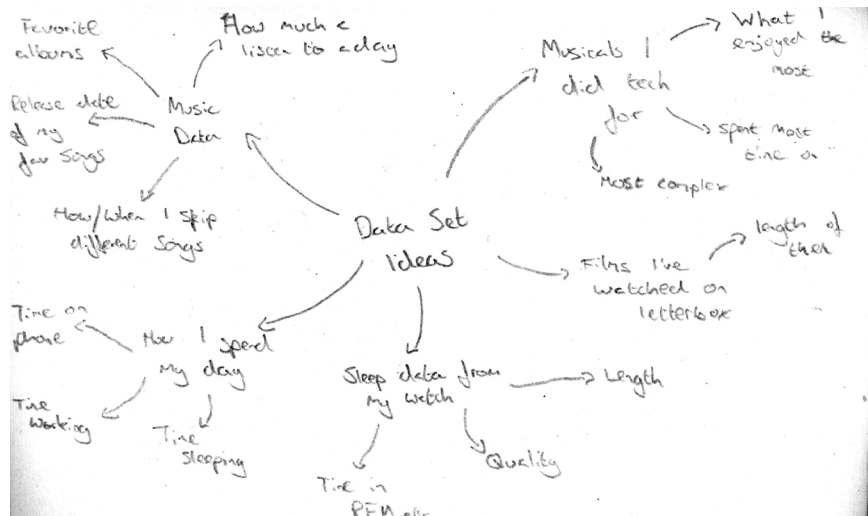 Favorite
albums
How much I
listen to a day
Music
Data
Release date
of my
fav songs
How/When I skip
different songs
Musicals I
did tech
for
What I
enjoyed the
most
Spent most
time on
Most complex
Data Set
Ideas
Films I've
watched on
letterbox
length of
them
How I spend
My day
Time on
phone
Time
working
Time
sleeping
Sleep data from
My watch
Length
Quality
Time in
REM